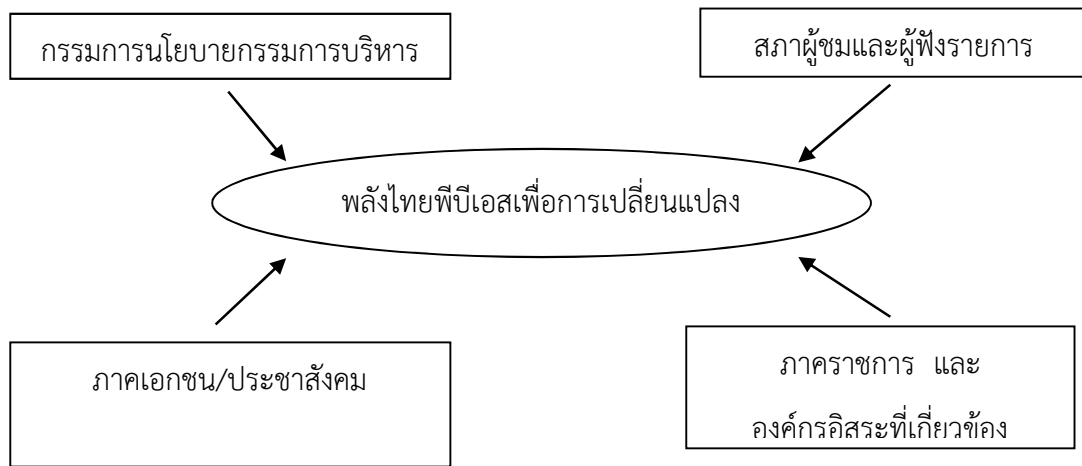 กรรมการนโยบายกรรมการบริหาร
สภาผู้ชมและผู้ฟังรายการ
พลังไทยพีบีเอสเพื่อการเปลี่ยนแปลง
ภาคเอกชน/ประชาสังคม
ภาคราชการ และ
องค์กรอิสระที่เกี่ยวข้อง